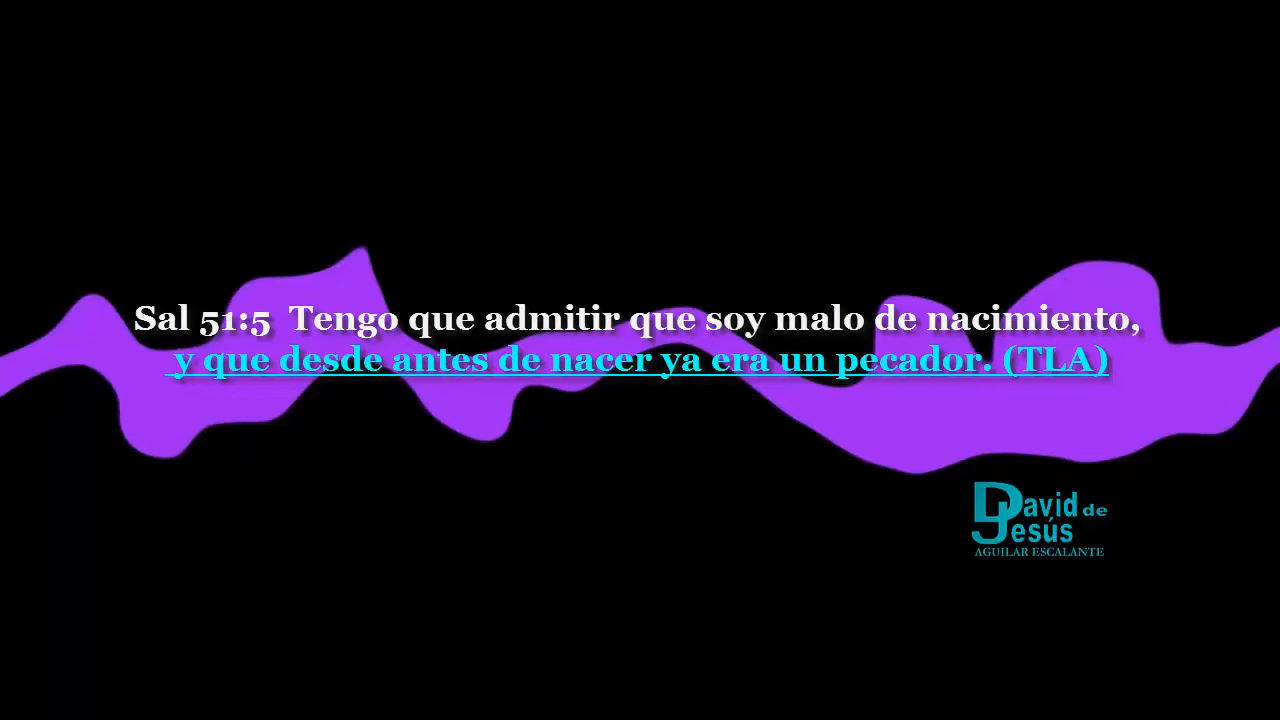 Sal 51:5 Tengo que admitir que soy malo de nacimiento,
y que desde antes de nacer ya era un pecador. (TLA)
David de
Jesús
AGUILAR ESCALANTE